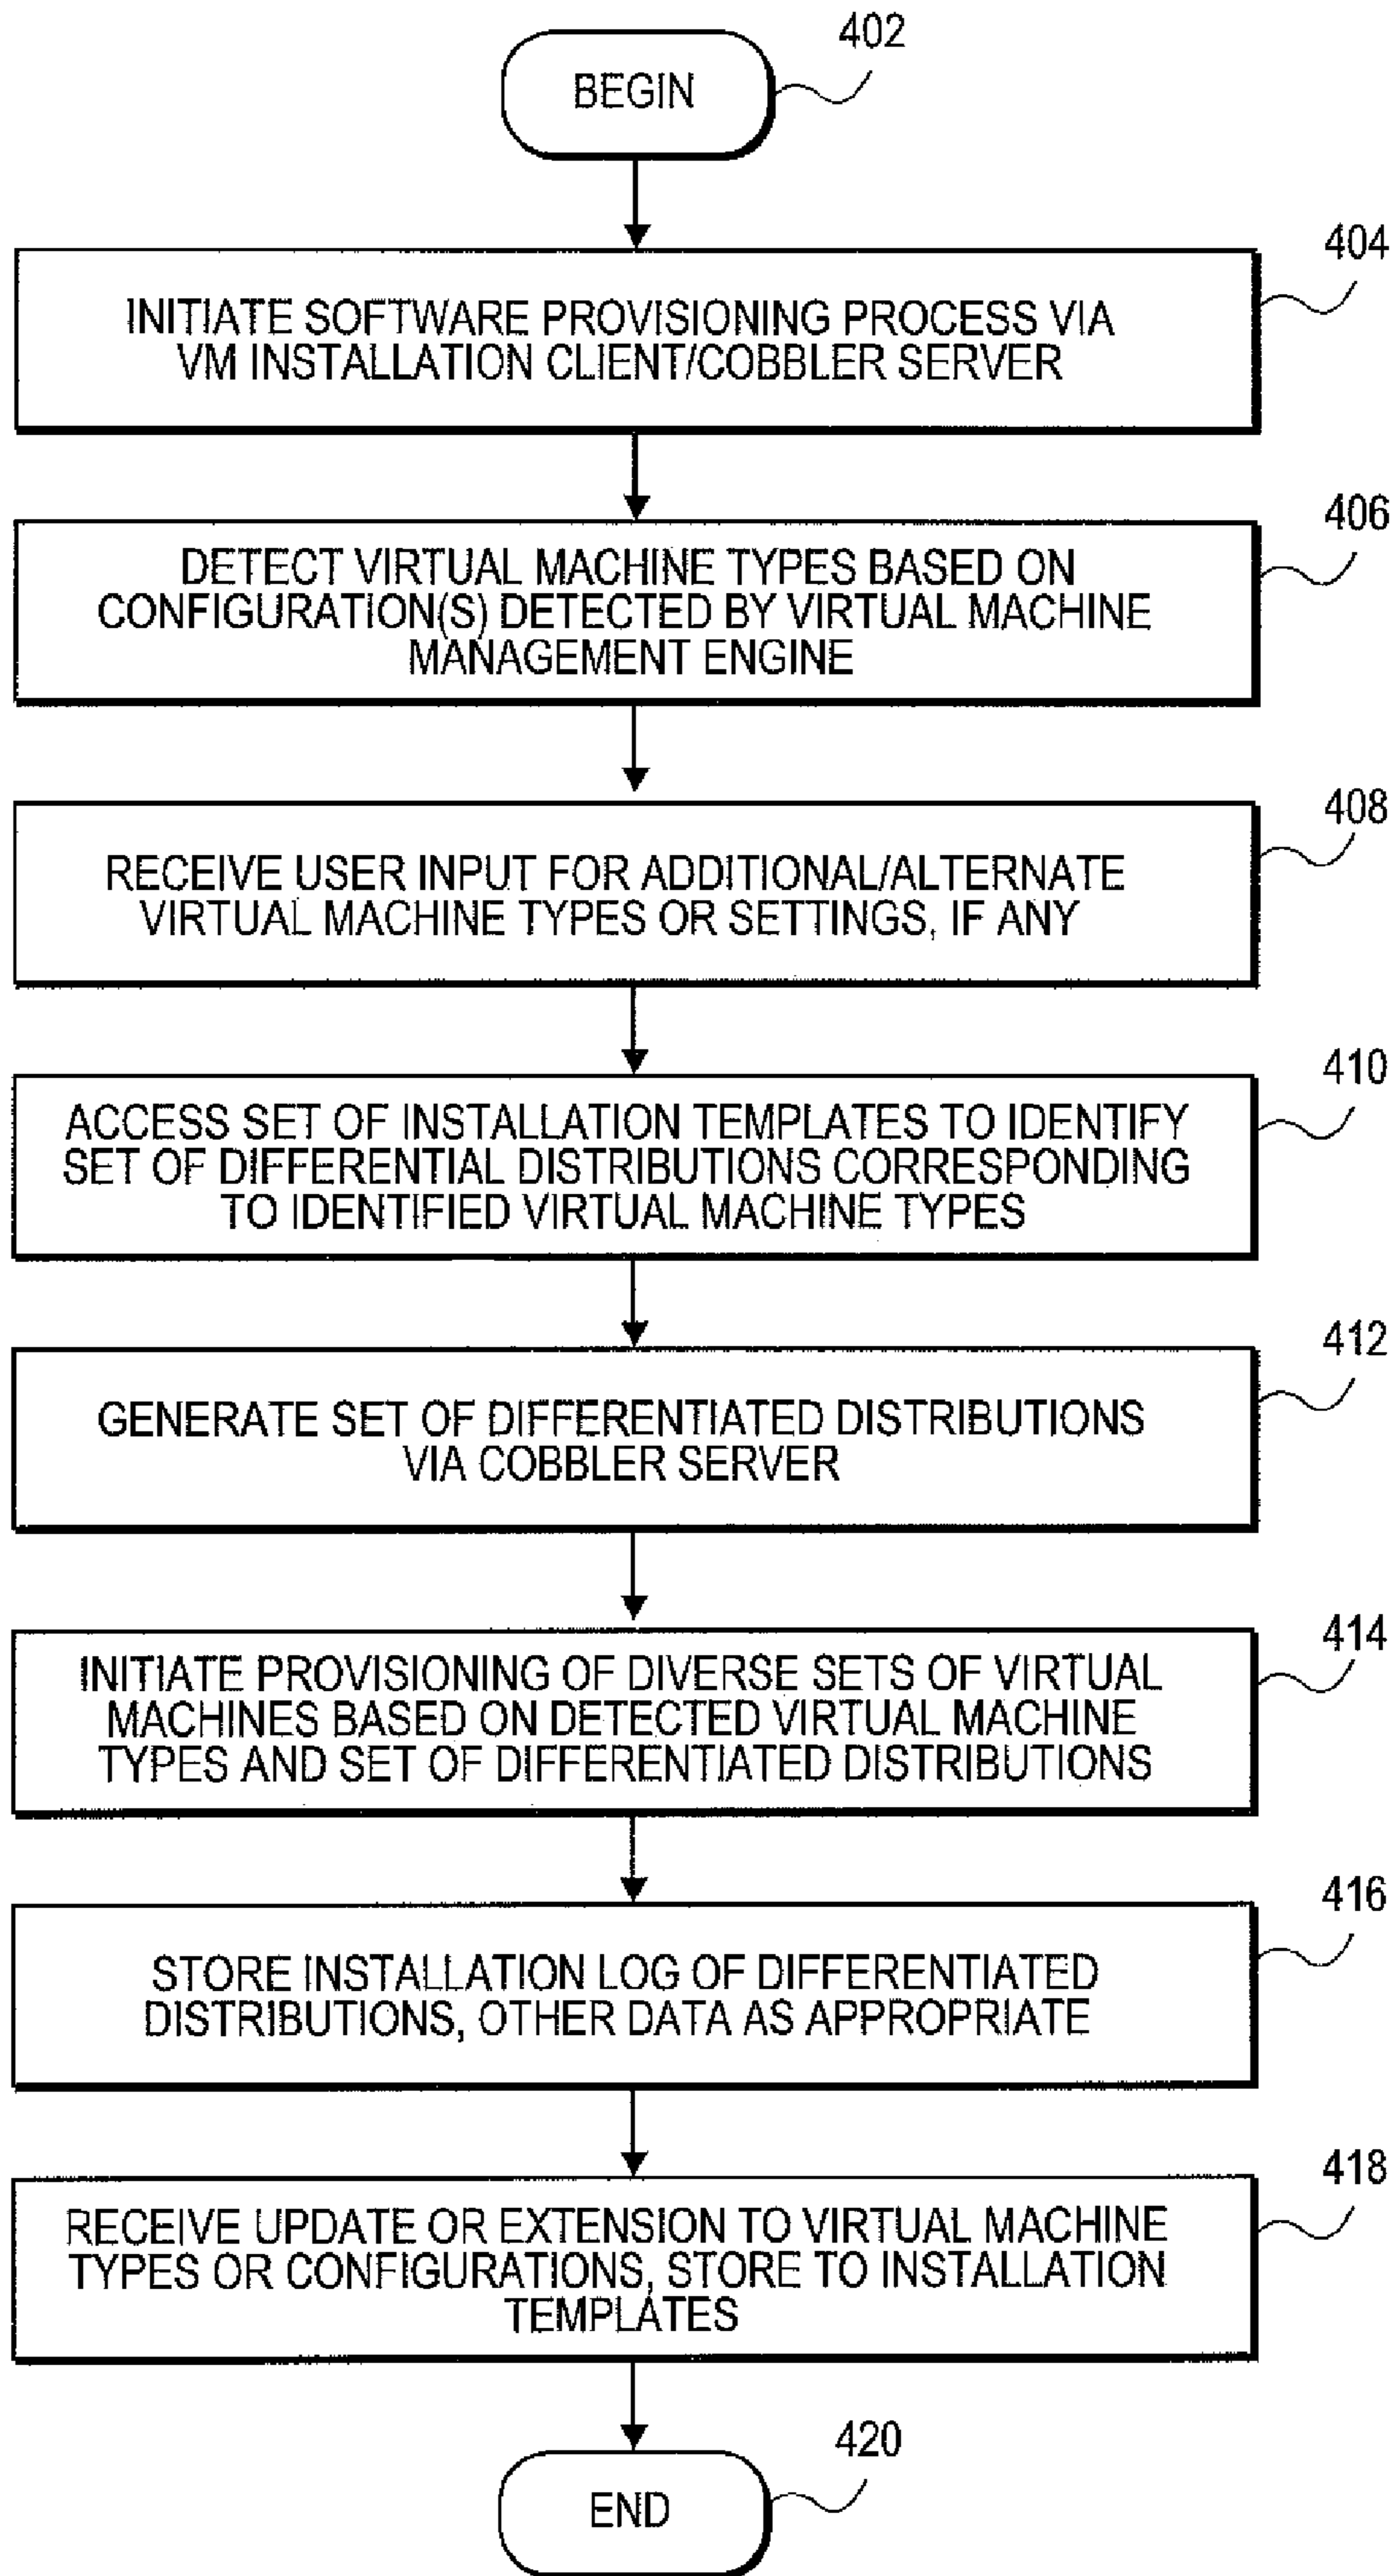 402
BEGIN
404
INITIATE SOFTWARE PROVISIONING PROCESS VIA
VM INSTALLATION CLIENT/COBBLER SERVER
406
DETECT VIRTUAL MACHINE TYPES BASED ON
CONFIGURATION(S) DETECTED BY VIRTUAL MACHINE
MANAGEMENT ENGINE
408
RECEIVE USER INPUT FOR ADDITIONAL/ALTERNATE
VIRTUAL MACHINE TYPES OR SETTINGS, IF ANY
410
ACCESS SET OF INSTALLATION TEMPLATES TO IDENTIFY
SET OF DIFFERENTIAL DISTRIBUTIONS CORRESPONDING
TO IDENTIFIED VIRTUAL MACHINE TYPES
412
GENERATE SET OF DIFFERENTIATED DISTRIBUTIONS
VIA COBBLER SERVER
414
INITIATE PROVISIONING OF DIVERSE SETS OF VIRTUAL
MACHINES BASED ON DETECTED VIRTUAL MACHINE
TYPES AND SET OF DIFFERENTIATED DISTRIBUTIONS
416
STORE INSTALLATION LOG OF DIFFERENTIATED
DISTRIBUTIONS, OTHER DATA AS APPROPRIATE
418
RECEIVE UPDATE OR EXTENSION TO VIRTUAL MACHINE
TYPES OR CONFIGURATIONS, STORE TO INSTALLATION
TEMPLATES
420
END